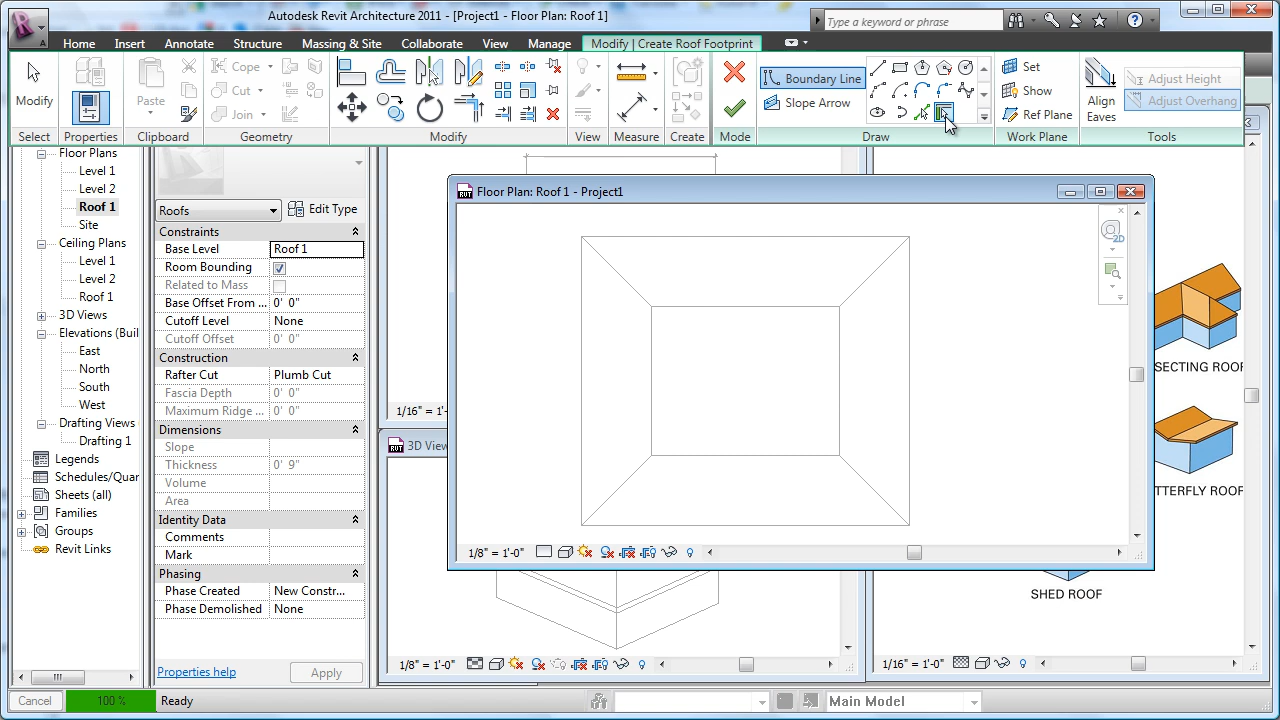 Autodesk Revit Architecture 2011 - [Project1 - Floor Plan: Roof 1]
Type a keyword or phrase
Home Insert Annotate Structure Massing & Site Collaborate View Manage Modify | Create Roof Footprint
Modify
Paste
Cope
Cut
Join
Boundary Line
Slope Arrow
Set
Show
Ref Plane
Align
Eaves
Adjust Height
Adjust Overhang
Select Properties Clipboard Geometry Modify View Measure Create Mode Draw Work Plane Tools
Floor Plans
Level 1
Level 2
Roof 1
Site
Ceiling Plans
Level 1
Level 2
Roof 1
3D Views
Elevations (Buil
East
North
South
West
Drafting Views
Drafting 1
Legends
Schedules/Quar
Sheets (all)
Families
Groups
Revit Links
Roofs Edit Type
Constraints
Base Level Roof 1
Room Bounding
Related to Mass
Base Offset From ... 0' 0"
Cutoff Level None
Cutoff Offset 0' 0"
Construction
Rafter Cut Plumb Cut
Fascia Depth 0' 0"
Maximum Ridge ... 0' 0"
Dimensions
Slope
Thickness 0' 9"
Volume
Area
Identity Data
Comments
Mark
Phasing
Phase Created New Constr...
Phase Demolished None
Properties help Apply
1/16" = 1'-
RVT 3D View
RVT Floor Plan: Roof 1 - Project1
2D
1/8" = 1'-0"
1/8" = 1'-0"
SECTING ROOF
TTERFLY ROOF
SHED ROOF
1/16" = 1'-0"
Cancel 100 % Ready Main Model